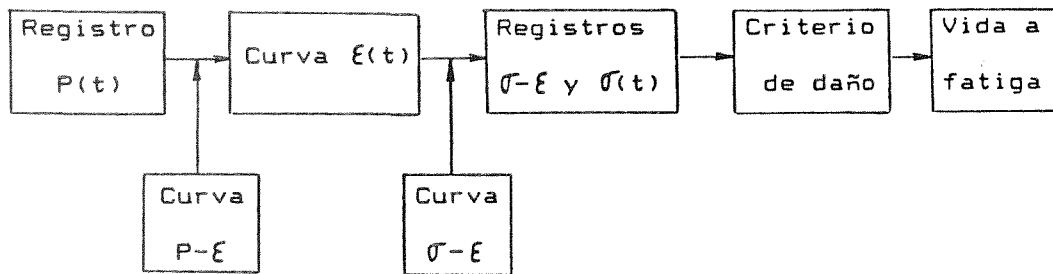 Registro
P(t)
Curva ε(t)
Registros
σ-ε y σ(t)
Criterio
de daño
Vida a
fatiga
Curva
P-ε
Curva
σ-ε